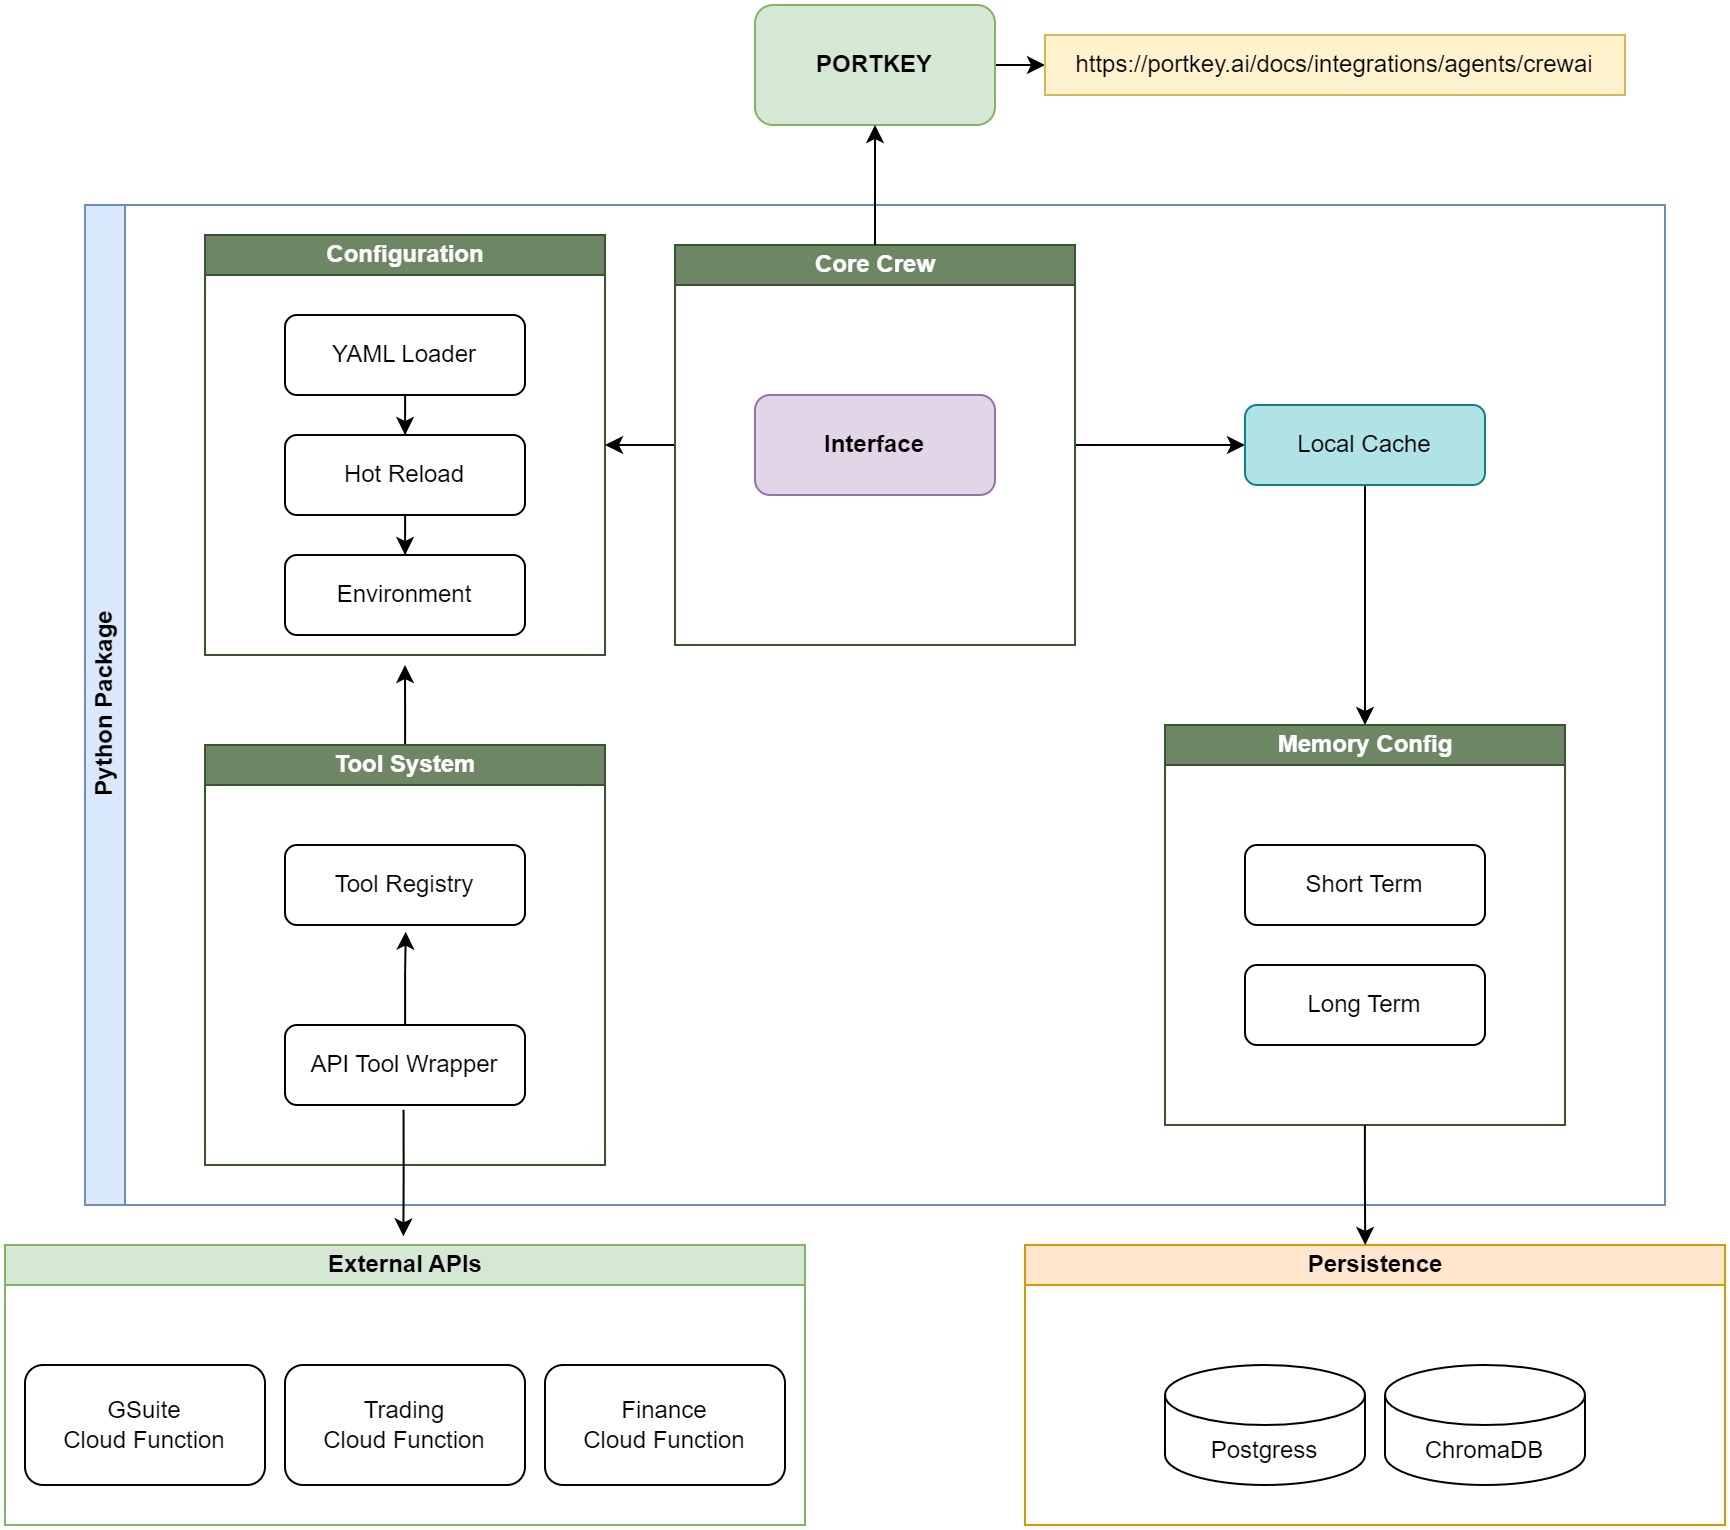 PORTKEY
https://portkey.ai/docs/integrations/agents/crewai
Python Package
Configuration
YAML Loader
Hot Reload
Environment
Core Crew
Interface
Local Cache
Tool System
Tool Registry
API Tool Wrapper
Memory Config
Short Term
Long Term
External APIs
GSuite
Cloud Function
Trading
Cloud Function
Finance
Cloud Function
Persistence
Postgress
ChromaDB